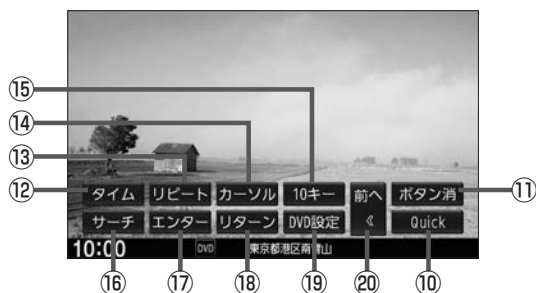 ⑮
⑭
⑬
⑫ タイム リピート カーソル 10キー 前へ ボタン消 ⑪
サーチ エンター リターン DVD設定 《 Quick
10:00 DVD 東京都港区南青山
⑯ ⑰ ⑱ ⑲ ⑳ ⑩